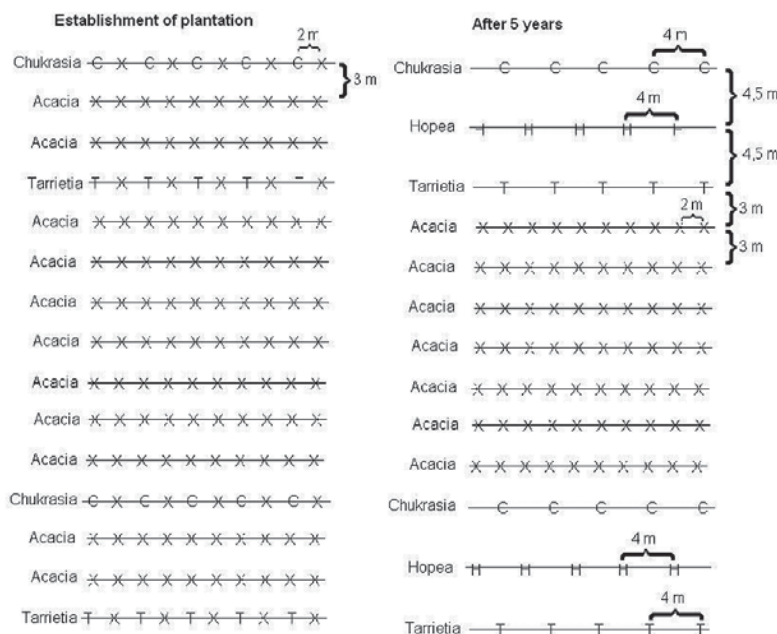 Establishment of plantation
2 m
Chukrasia C X C X C X C X C X
3 m
Acacia X X X X X X X X X X
Acacia X X X X X X X X X X
Tarrietia T X T X T X T X X
Acacia X X X X X X X X X X
Acacia X X X X X X X X X X
Acacia X X X X X X X X X X
Acacia X X X X X X X X X X
Acacia X X X X X X X X X X
Acacia X X X X X X X X X X
Acacia X X X X X X X X X X
Chukrasia C X C X C X C X C X
Acacia X X X X X X X X X X
Acacia X X X X X X X X X X
Tarrietia T X T X T X T X T X
After 5 years
4 m
Chukrasia C C C C C
4,5 m
4 m
Hopea H H H
4,5 m
Tarrietia T T T T T
3 m
2 m
Acacia X X X X X X X X X X
3 m
Acacia X X X X X X X X X X
Acacia X X X X X X X X X X
Acacia X X X X X X X X X X
Acacia X X X X X X X X X X
Acacia X X X X X X X X X X
Acacia X X X X X X X X X X
Chukrasia C C C C C
4 m
Hopea H H H H H
4 m
Tarrietia T T T T T